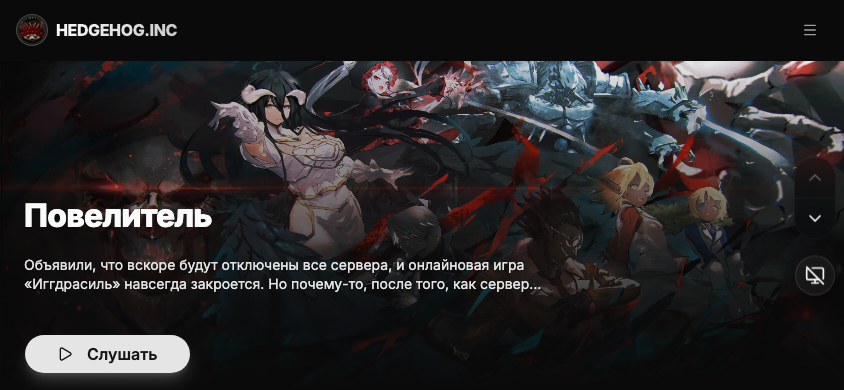 HEDGEHOG.INC
Повелитель
Объявили, что вскоре будут отключены все сервера, и онлайновая игра
«Иггдрасиль» навсегда закроется. Но почему-то, после того, как сервер...
Слушать